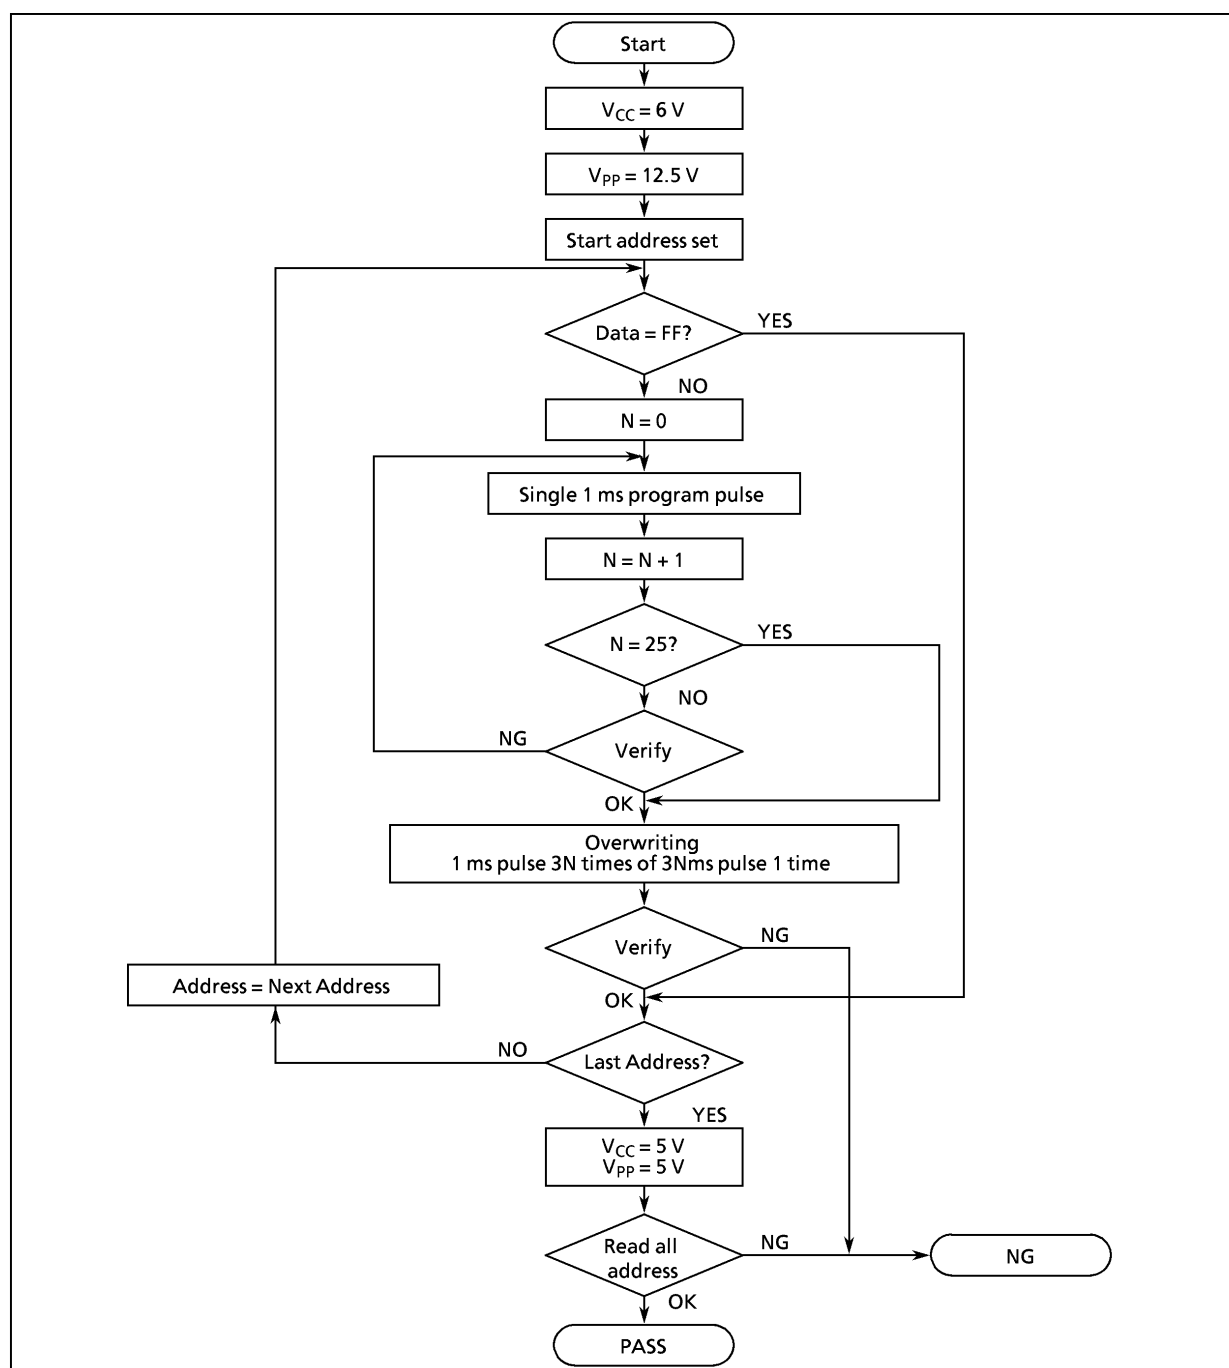 Start
VCC = 6 V
VPP = 12.5 V
Start address set
Data = FF?
YES
NO
N = 0
Single 1 ms program pulse
N = N + 1
N = 25?
YES
NO
Verify
NG
OK
Overwriting
1 ms pulse 3N times of 3Nms pulse 1 time
Verify
NG
OK
Address = Next Address
Last Address?
NO
YES
VCC = 5 V
VPP = 5 V
Read all
address
NG
NG
OK
PASS